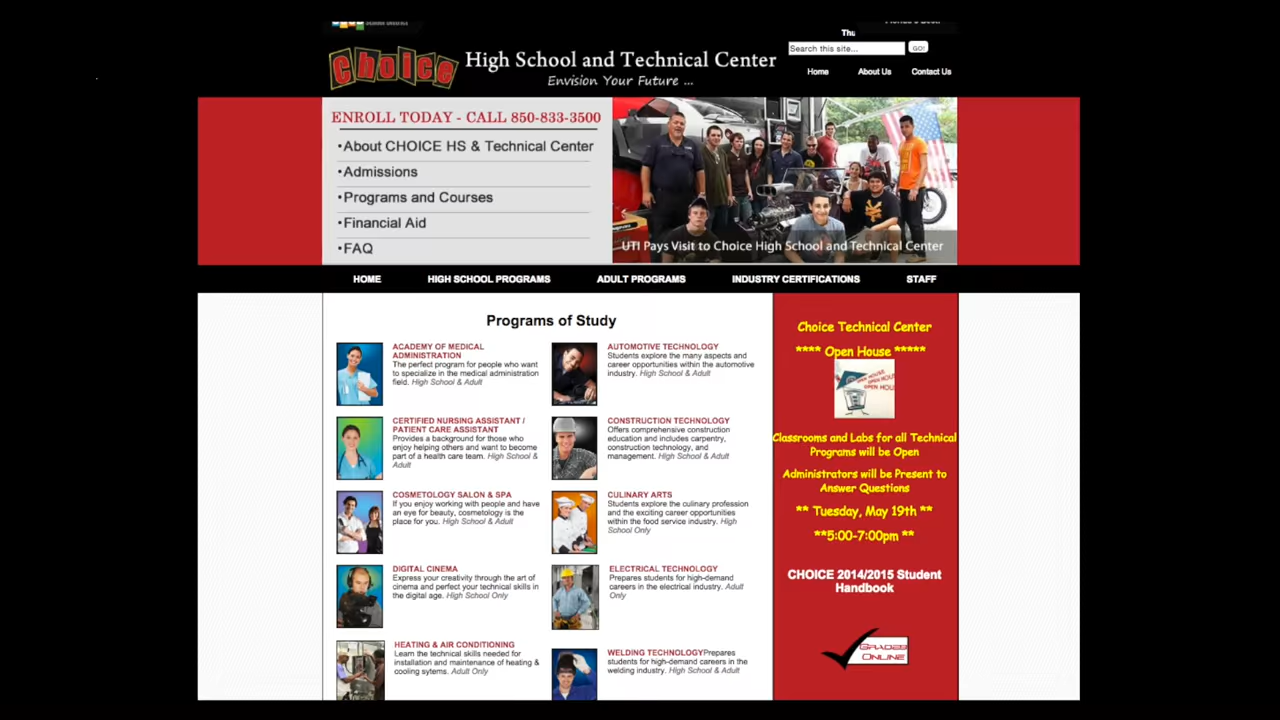 Thu
Choice
High School and Technical Center
Envision Your Future ...
Search this site...
GO!
Home
About Us
Contact Us
ENROLL TODAY - CALL 850-833-3500
•About CHOICE HS & Technical Center
•Admissions
•Programs and Courses
•Financial Aid
•FAQ
UTI Pays Visit to Choice High School and Technical Center
HOME
HIGH SCHOOL PROGRAMS
ADULT PROGRAMS
INDUSTRY CERTIFICATIONS
STAFF
Programs of Study
ACADEMY OF MEDICAL
ADMINISTRATION
The perfect program for people who want
to specialize in the medical administration
field. High School & Adult
AUTOMOTIVE TECHNOLOGY
Students explore the many aspects and
career opportunities within the automotive
industry. High School & Adult
CERTIFIED NURSING ASSISTANT /
PATIENT CARE ASSISTANT
Provides a background for those who
enjoy helping others and want to become
part of a health care team. High School &
Adult
CONSTRUCTION TECHNOLOGY
Offers comprehensive construction
education and includes carpentry,
construction technology, and
management. High School & Adult
COSMETOLOGY SALON & SPA
If you enjoy working with people and have
an eye for beauty, cosmetology is the
place for you. High School & Adult
CULINARY ARTS
Students explore the culinary profession
and the exciting career opportunities
within the food service industry. High
School Only
DIGITAL CINEMA
Express your creativity through the art of
cinema and perfect your technical skills in
the digital age. High School Only
ELECTRICAL TECHNOLOGY
Prepares students for high-demand
careers in the electrical industry. Adult
Only
HEATING & AIR CONDITIONING
Learn the technical skills needed for
installation and maintenance of heating &
cooling sytems. Adult Only
WELDING TECHNOLOGYPrepares
students for high-demand careers in the
welding industry. High School & Adult
Choice Technical Center
**** Open House *****
OPEN HOUSE
OPEN HOUSE
Classrooms and Labs for all Technical
Programs will be Open
Administrators will be Present to
Answer Questions
** Tuesday, May 19th **
**5:00-7:00pm **
CHOICE 2014/2015 Student
Handbook
GRADES
ONLINE